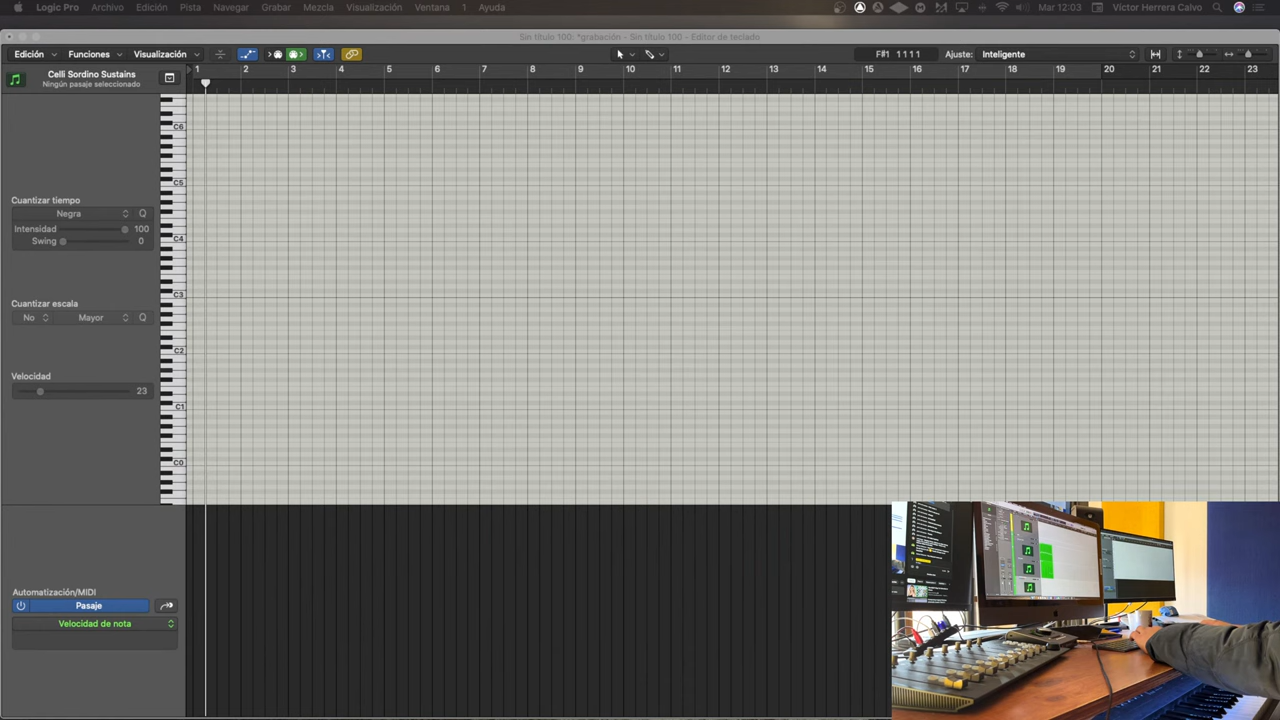 Logic Pro Archivo Edición Pista Navegar Grabar Mezcla Visualización Ventana 1 Ayuda Mar 12:03 Víctor Herrera Calvo
Sin título 100: *grabación - Sin título 100 - Editor de teclado
Edición Funciones Visualización F#1 1 1 1 1 Ajuste: Inteligente
Celli Sordino Sustains
Ningún pasaje seleccionado
1 2 3 4 5 6 7 8 9 10 11 12 13 14 15 16 17 18 19 20 21 22 23
C6
C5
Cuantizar tiempo
Negra Q
Intensidad 100
Swing 0
C4
C3
Cuantizar escala
No Mayor Q
C2
Velocidad
23
C1
C0
Automatización/MIDI
Pasaje
Velocidad de nota